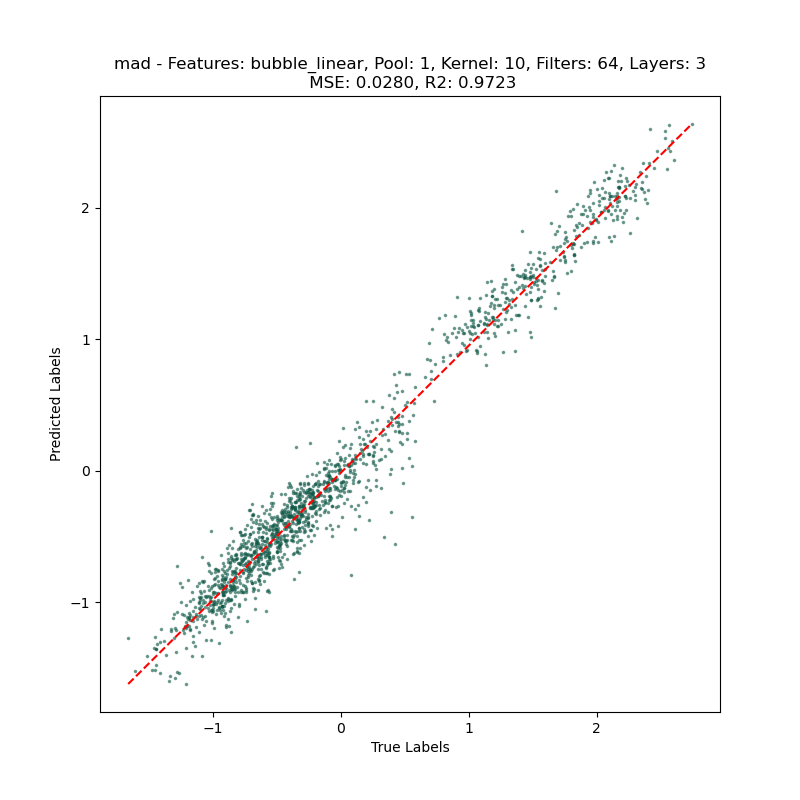 mad - Features: bubble_linear, Pool: 1, Kernel: 10, Filters: 64, Layers: 3
MSE: 0.0280, R2: 0.9723
Predicted Labels
2
1
0
−1
−1
0
1
2
True Labels